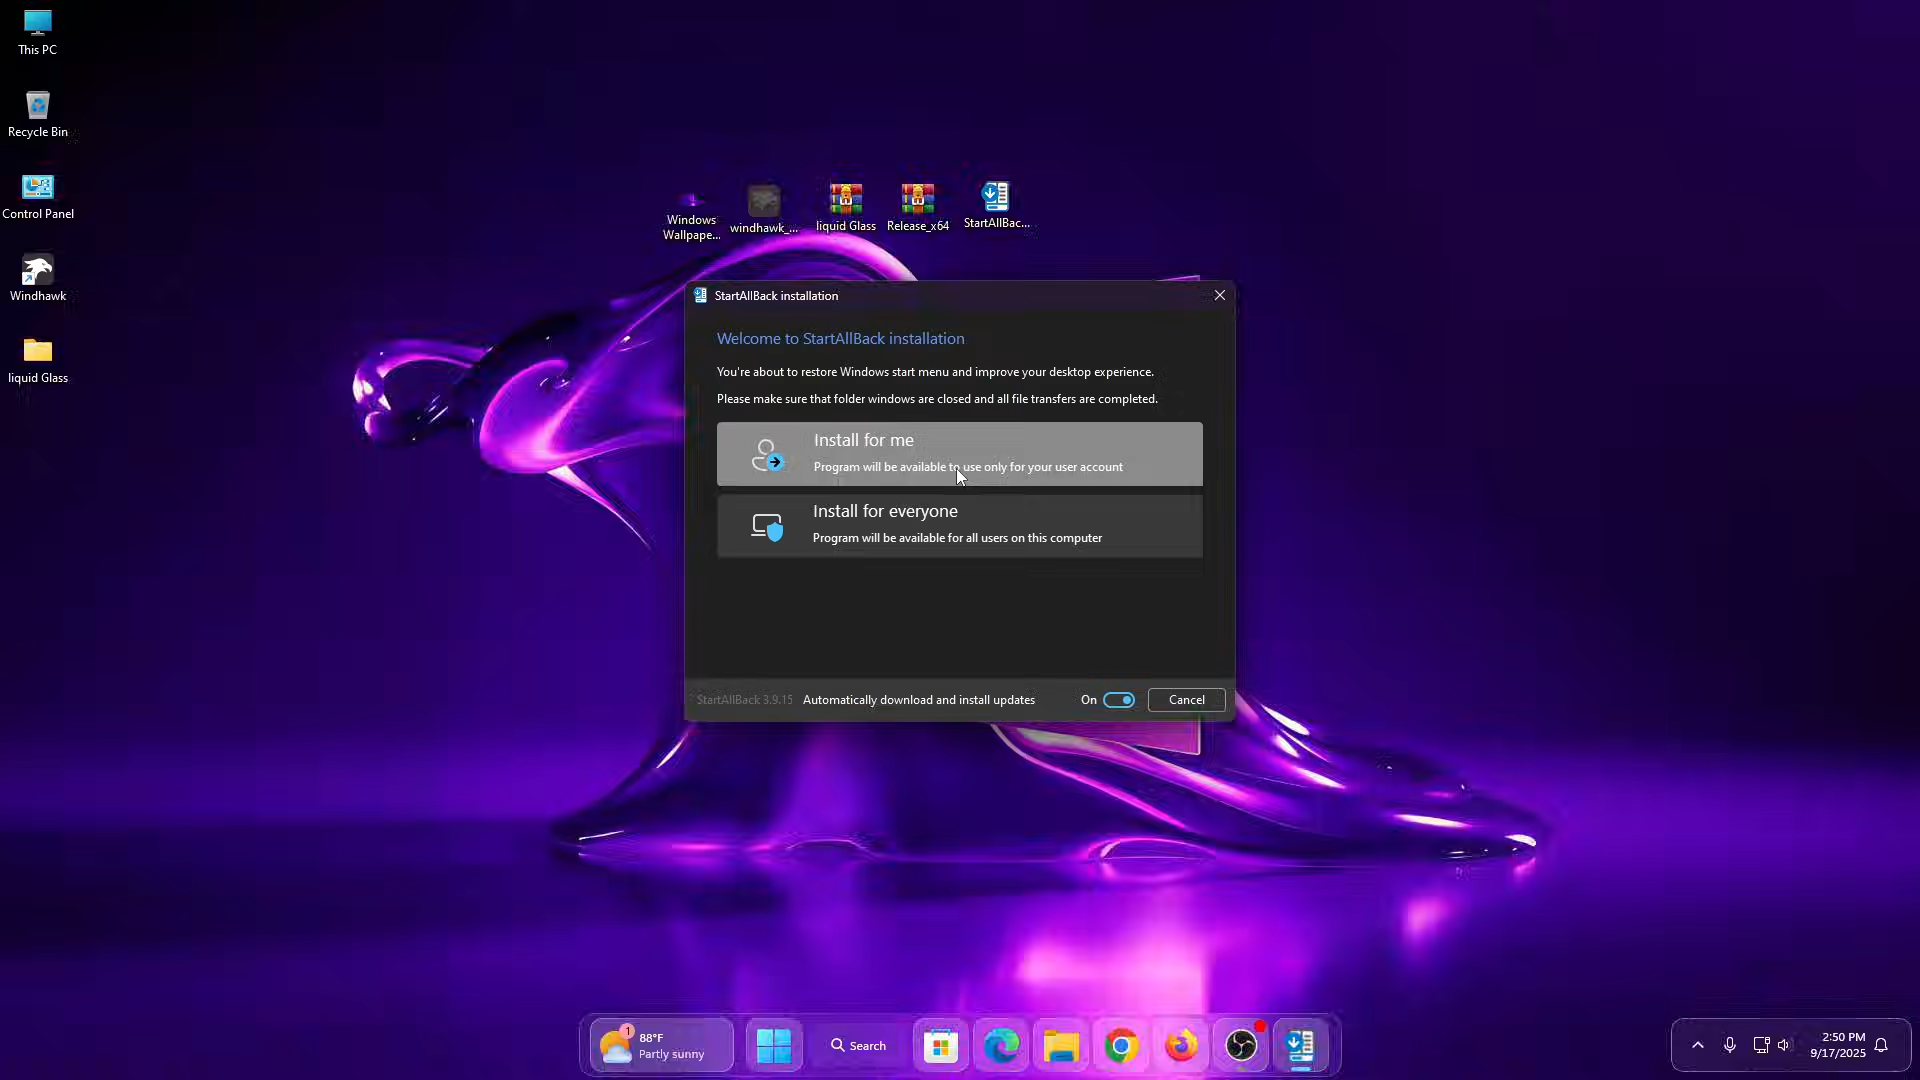 This PC
Recycle Bin
Control Panel
Windhawk
liquid Glass
Windows
Wallpape...
windhawk_...
liquid Glass
Release_x64
StartAllBac...
StartAllBack installation
Welcome to StartAllBack installation
You're about to restore Windows start menu and improve your desktop experience.
Please make sure that folder windows are closed and all file transfers are completed.
Install for me
Program will be available to use only for your user account
Install for everyone
Program will be available for all users on this computer
StartAllBack 3.9.15 Automatically download and install updates On Cancel
1
88°F
Partly sunny
Search
2:50 PM
9/17/2025